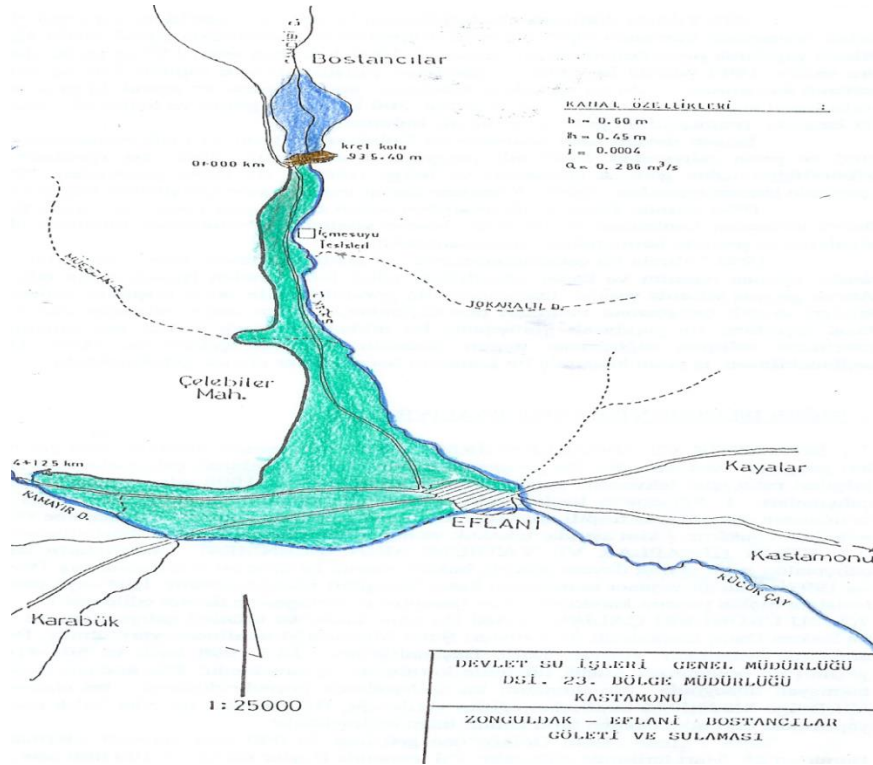 Bostancılar
KANAL ÖZELLİKLERİ :
b = 0.60 m
h = 0.45 m
j = 0.0004
Q = 0.286 m³/s
kret kotu
935.40 m
0+000 km
İçmesuyu
Tesisleri
JOKARALIL D.
Çelebiler
Mah.
4+125 km
KAMAYIR D.
EFLANİ
Kayalar
Kastamonu
KÜÇÜKÇAY
Karabük
1:25000
DEVLET SU İŞLERİ GENEL MÜDÜRLÜĞÜ
DSİ. 23. BÖLGE MÜDÜRLÜĞÜ
KASTAMONU
ZONGULDAK - EFLANİ BOSTANCILAR
GÖLETİ VE SULAMASI